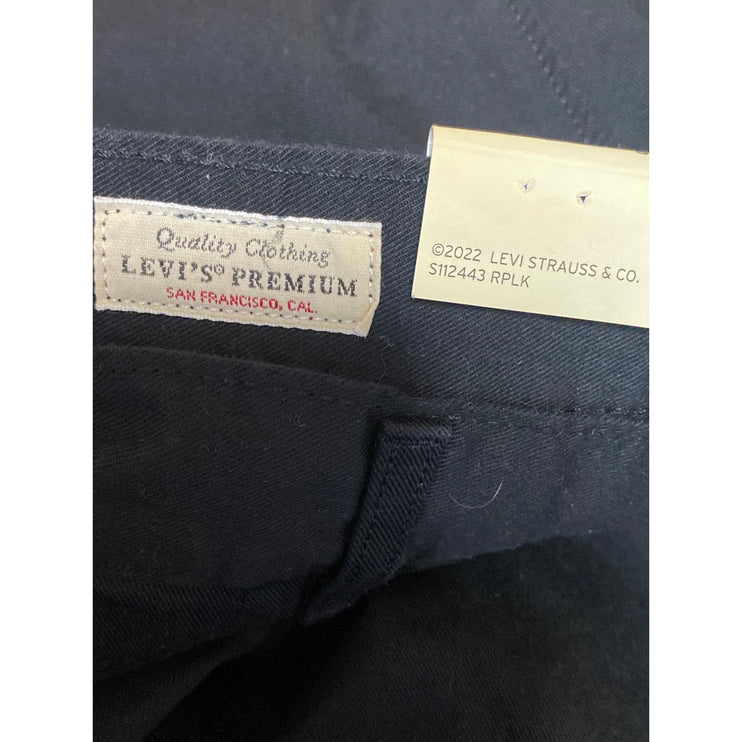 Quality Clothing
LEVI'S® PREMIUM
SAN FRANCISCO, CAL.
©2022 LEVI STRAUSS & CO.
S112443 RPLK